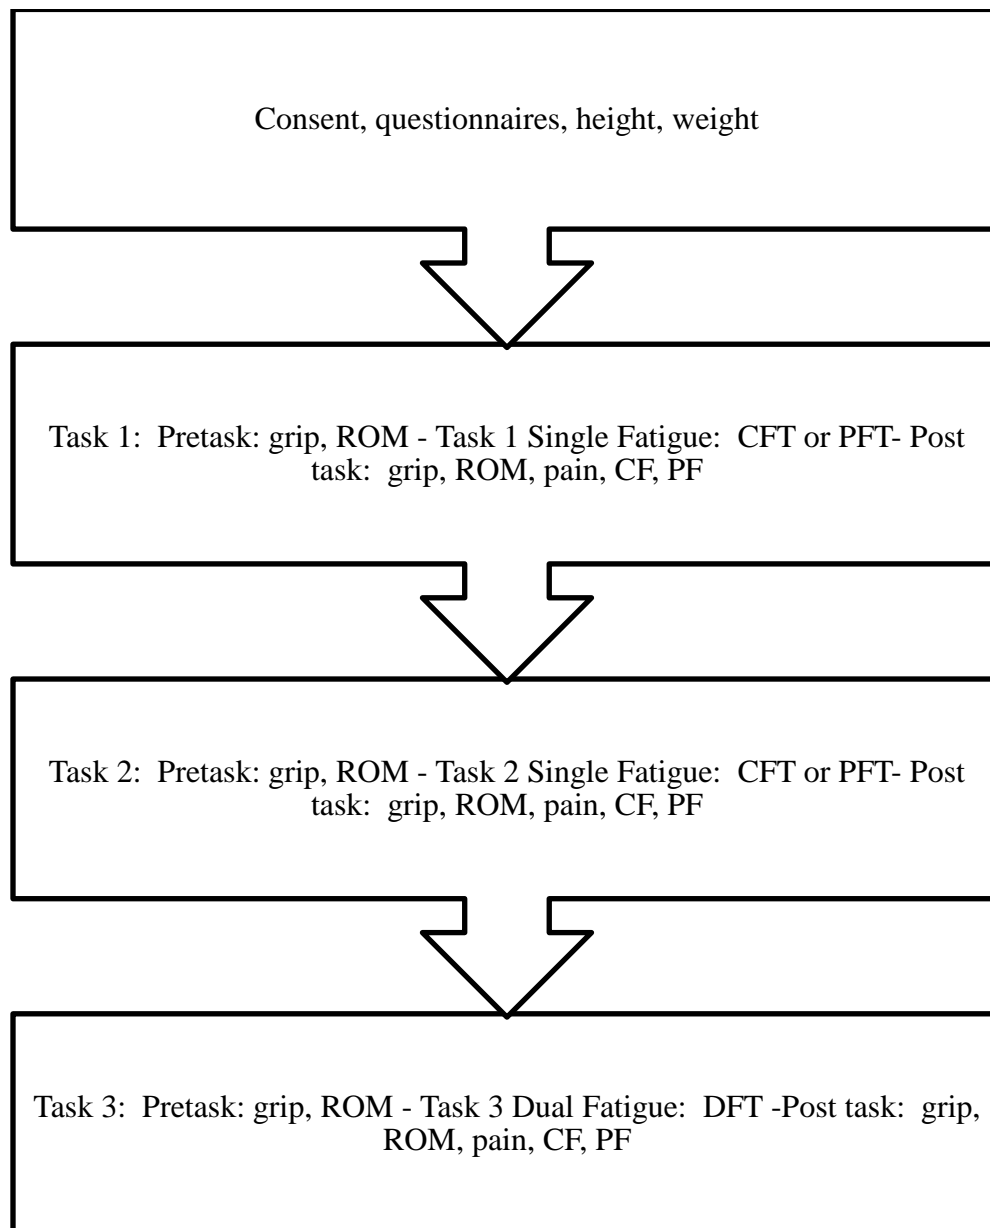 Consent, questionnaires, height, weight
Task 1:  Pretask: grip, ROM - Task 1 Single Fatigue:  CFT or PFT- Post
task:  grip, ROM, pain, CF, PF
Task 2:  Pretask: grip, ROM - Task 2 Single Fatigue:  CFT or PFT- Post
task:  grip, ROM, pain, CF, PF
Task 3:  Pretask: grip, ROM - Task 3 Dual Fatigue:  DFT -Post task:  grip,
ROM, pain, CF, PF